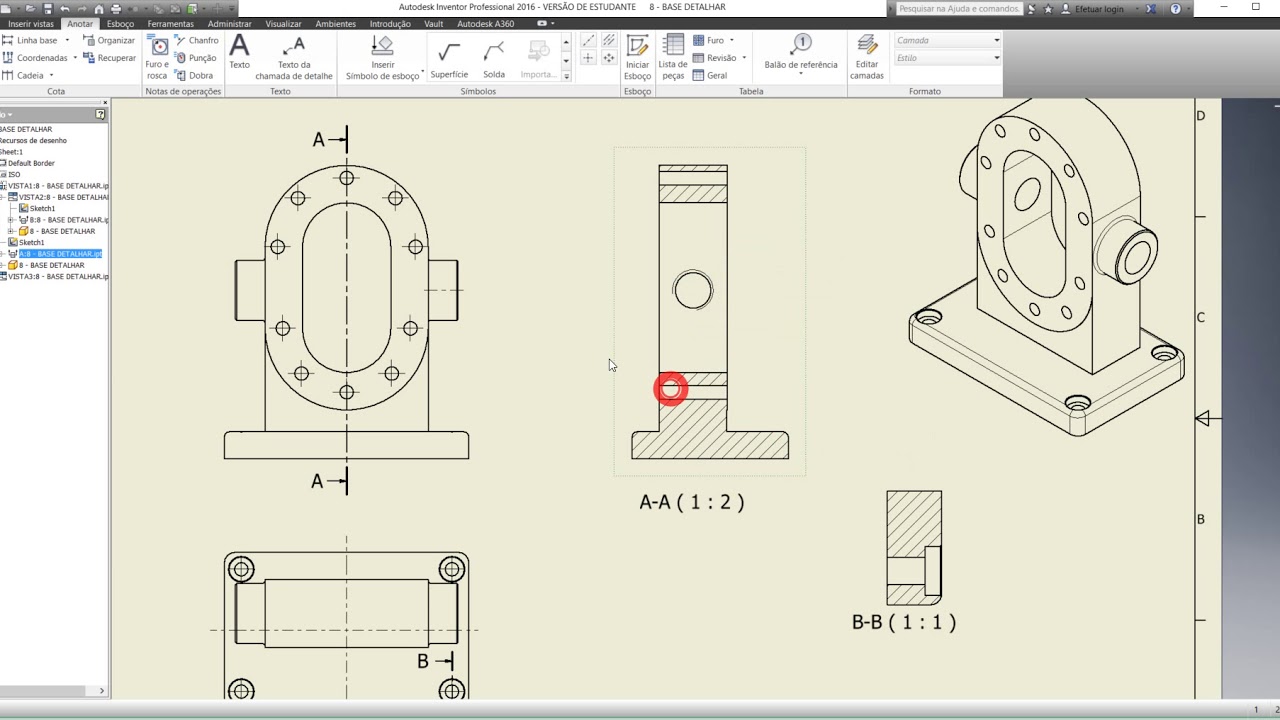 Autodesk Inventor Professional 2016 - VERSÃO DE ESTUDANTE 8 - BASE DETALHAR
Pesquisar na Ajuda e comandos.
Efetuar login
Inserir vistas Anotar Esboço Ferramentas Administrar Visualizar Ambientes Introdução Vault Autodesk A360
Linha base
Coordenadas
Cadeia
Organizar
Recuperar
Cota
Furo e rosca
Chanfro
Punção
Dobra
Notas de operações
Texto
Texto da chamada de detalhe
Texto
Inserir
Símbolo de esboço
Superfície
Solda
Importa...
Símbolos
Iniciar Esboço
Esboço
Lista de peças
Furo
Revisão
Geral
Balão de referência
Tabela
Editar camadas
Camada
Estilo
Formato
BASE DETALHAR
Recursos de desenho
Sheet:1
Default Border
ISO
VISTA1:8 - BASE DETALHAR.ip
VISTA2:8 - BASE DETALHAR.ip
Sketch1
B:8 - BASE DETALHAR.ip
8 - BASE DETALHAR
Sketch1
A:8 - BASE DETALHAR.ipt
8 - BASE DETALHAR
VISTA3:8 - BASE DETALHAR.ip
A
A
A-A ( 1 : 2 )
B
B-B ( 1 : 1 )
D
C
B
1
2